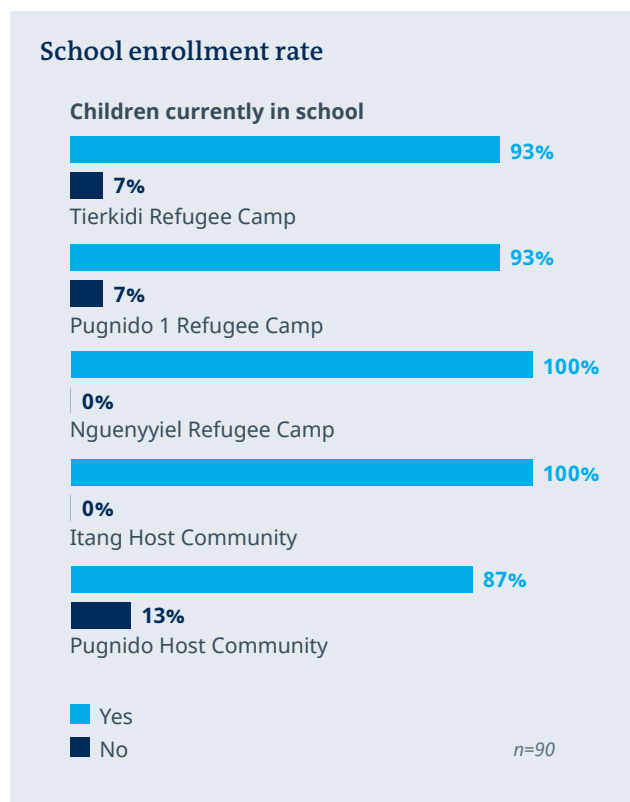 School enrollment rate
Children currently in school
93%
7%
Tierkidi Refugee Camp
93%
7%
Pugnido 1 Refugee Camp
100%
0%
Nguenyyiel Refugee Camp
100%
0%
Itang Host Community
87%
13%
Pugnido Host Community
Yes
No
n=90